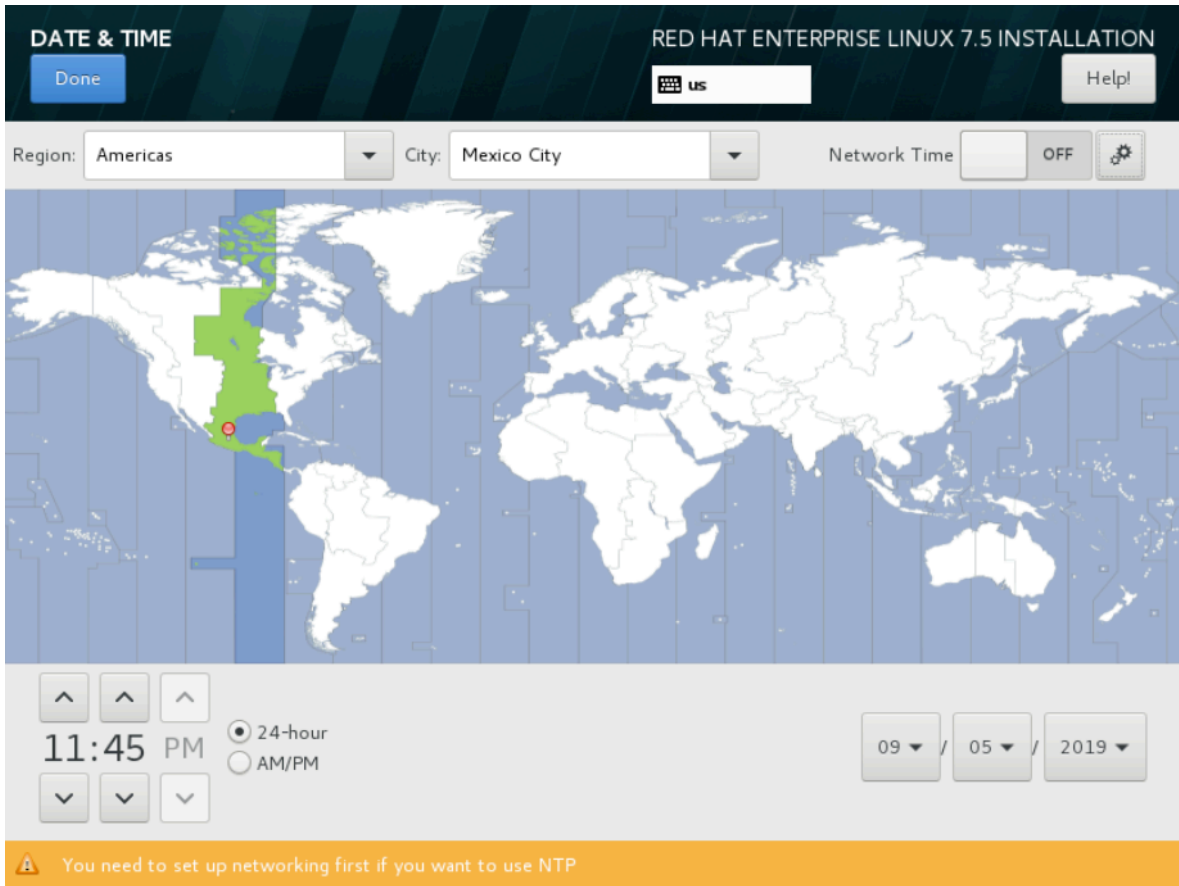 DATE & TIME
RED HAT ENTERPRISE LINUX 7.5 INSTALLATION
Done
us
Help!
Region: Americas City: Mexico City Network Time OFF
11:45 PM
24-hour
AM/PM
09 / 05 / 2019
You need to set up networking first if you want to use NTP